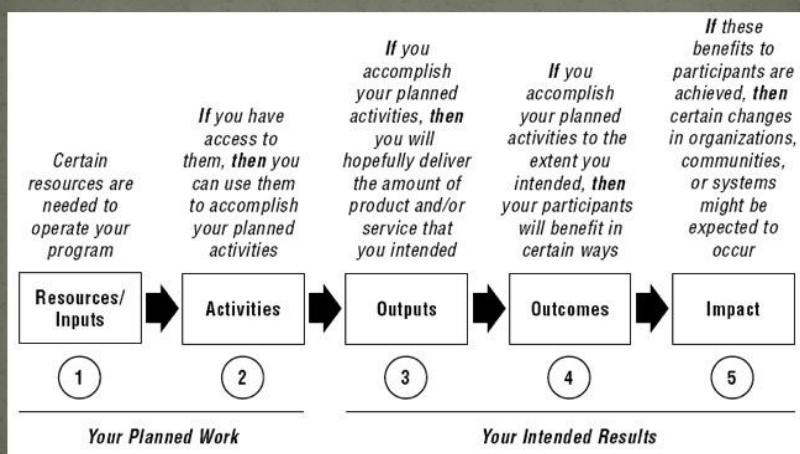 Certain
resources are
needed to
operate your
program
If you have
access to
them, then you
can use them
to accomplish
your planned
activities
If you
accomplish
your planned
activities, then
you will
hopefully deliver
the amount of
product and/or
service that
you intended
If you
accomplish
your planned
activities to the
extent you
intended, then
your participants
will benefit in
certain ways
If these
benefits to
participants are
achieved, then
certain changes
in organizations,
communities,
or systems
might be
expected to
occur
Resources/
Inputs
Activities
Outputs
Outcomes
Impact
1
2
3
4
5
Your Planned Work
Your Intended Results